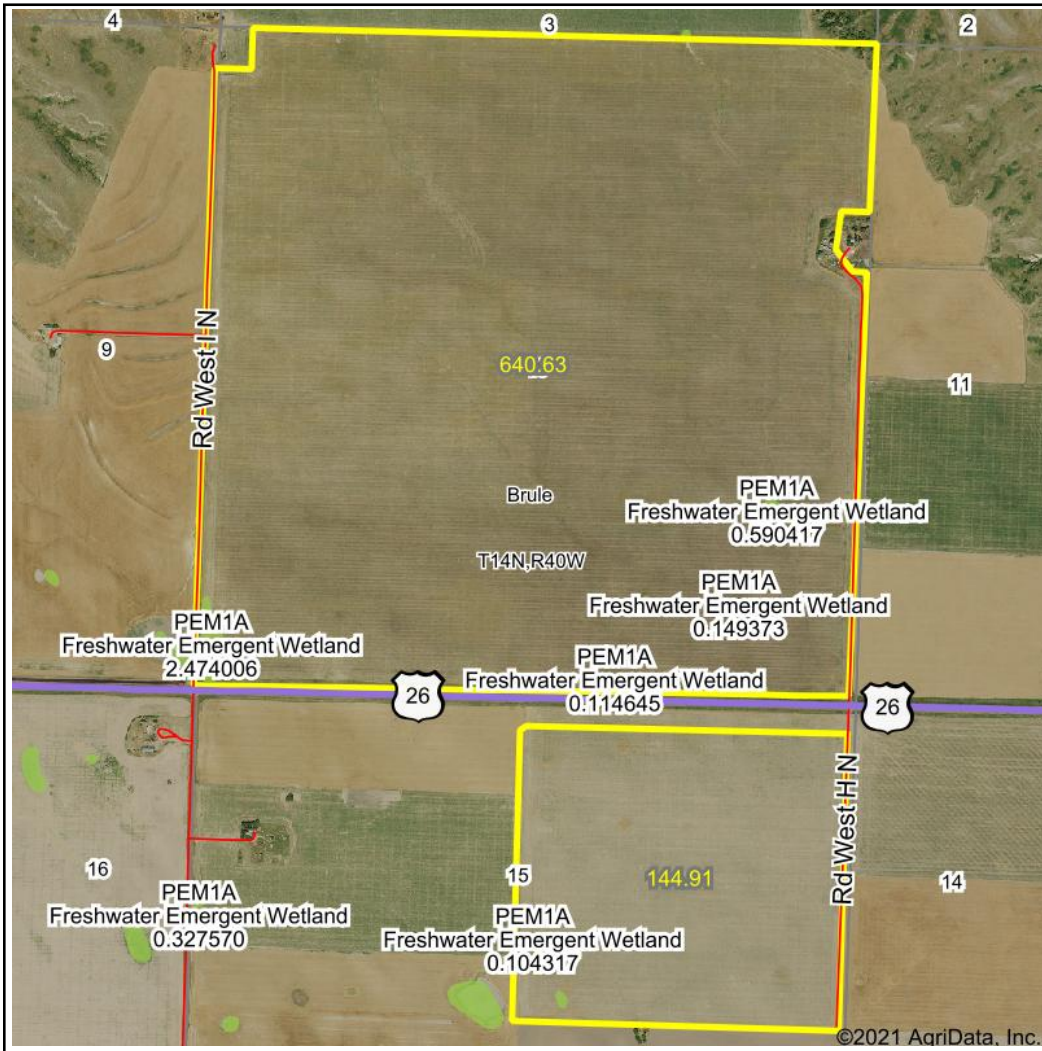 4
3
2
Rd West I N
9
640.63
11
Brule
PEM1A
Freshwater Emergent Wetland
0.590417
T14N,R40W
PEM1A
Freshwater Emergent Wetland
0.149373
PEM1A
Freshwater Emergent Wetland
2.474006
PEM1A
Freshwater Emergent Wetland
0.114645
26
26
Rd West H N
16
15
144.91
14
PEM1A
Freshwater Emergent Wetland
0.327570
PEM1A
Freshwater Emergent Wetland
0.104317
©2021 AgriData, Inc.